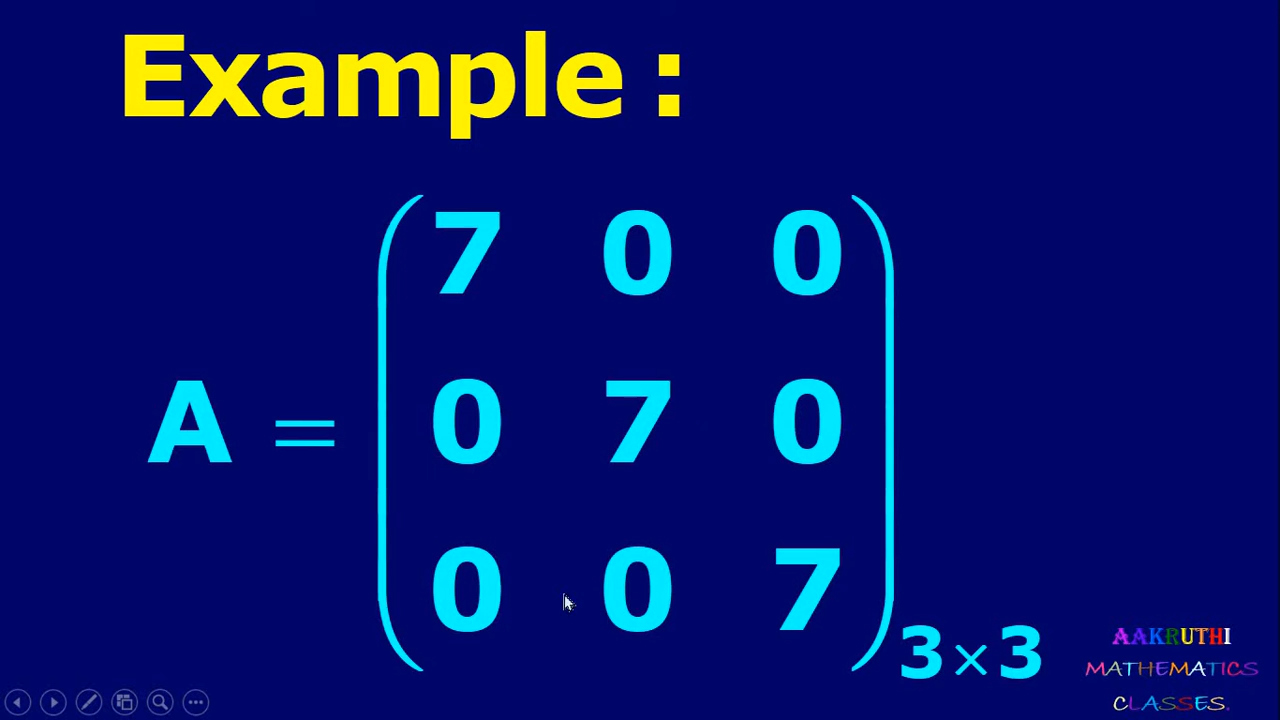 Example :
7 0 0
A = 0 7 0
0 0 7
3×3
AAKRUTHI
MATHEMATICS
CLASSES.